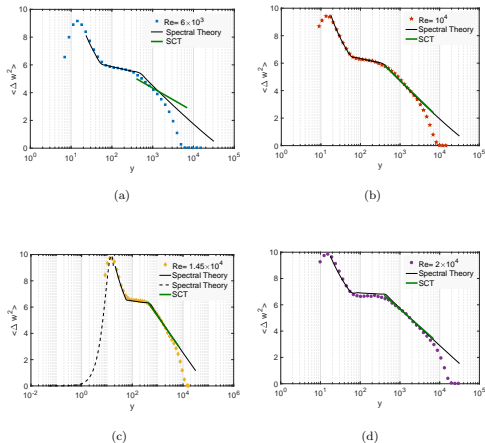 10
8
6
4
2
0
<Δ w²>
Re= 6×10³
Spectral Theory
SCT
10⁰ 10¹ 10² 10³ 10⁴ 10⁵
y
(a)
10
8
6
4
2
0
<Δ w²>
Re= 10⁴
Spectral Theory
SCT
10⁰ 10¹ 10² 10³ 10⁴ 10⁵
y
(b)
10
8
6
4
2
0
<Δ w²>
Re= 1.45×10⁴
Spectral Theory
Spectral Theory
SCT
10⁻² 10⁰ 10² 10⁴ 10⁶
y
(c)
10
8
6
4
2
0
<Δ w²>
Re= 2×10⁴
Spectral Theory
SCT
10⁰ 10¹ 10² 10³ 10⁴ 10⁵
y
(d)